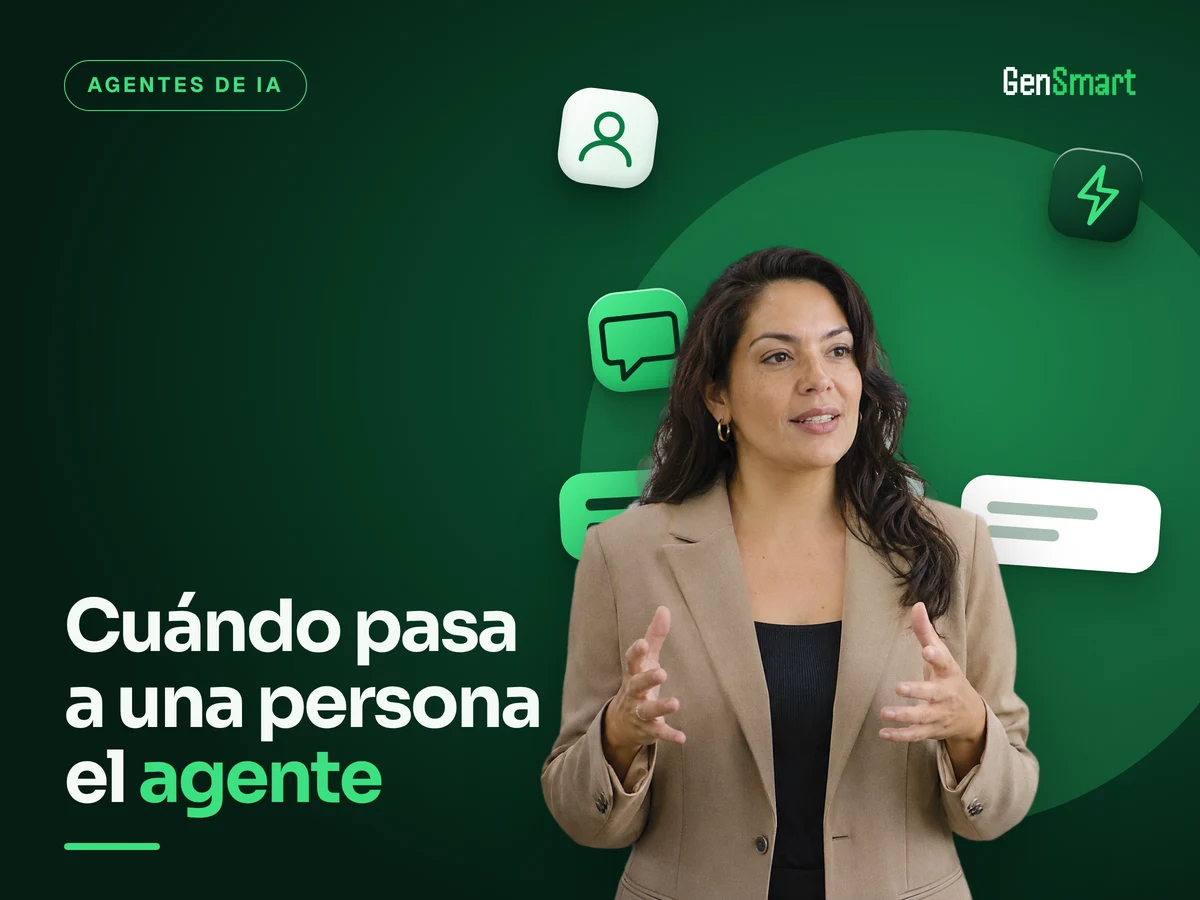 AGENTES DE IA
GenSmart
Cuándo pasa
a una persona
el agente